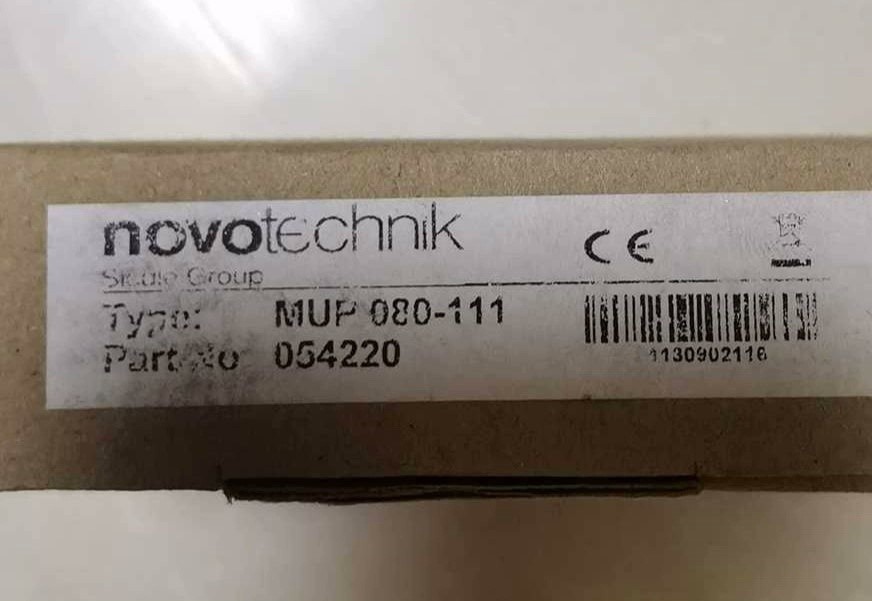 novotechnik
Siedle Group
CE
Type: MUP 080-111
Part.No 054220
1130902116